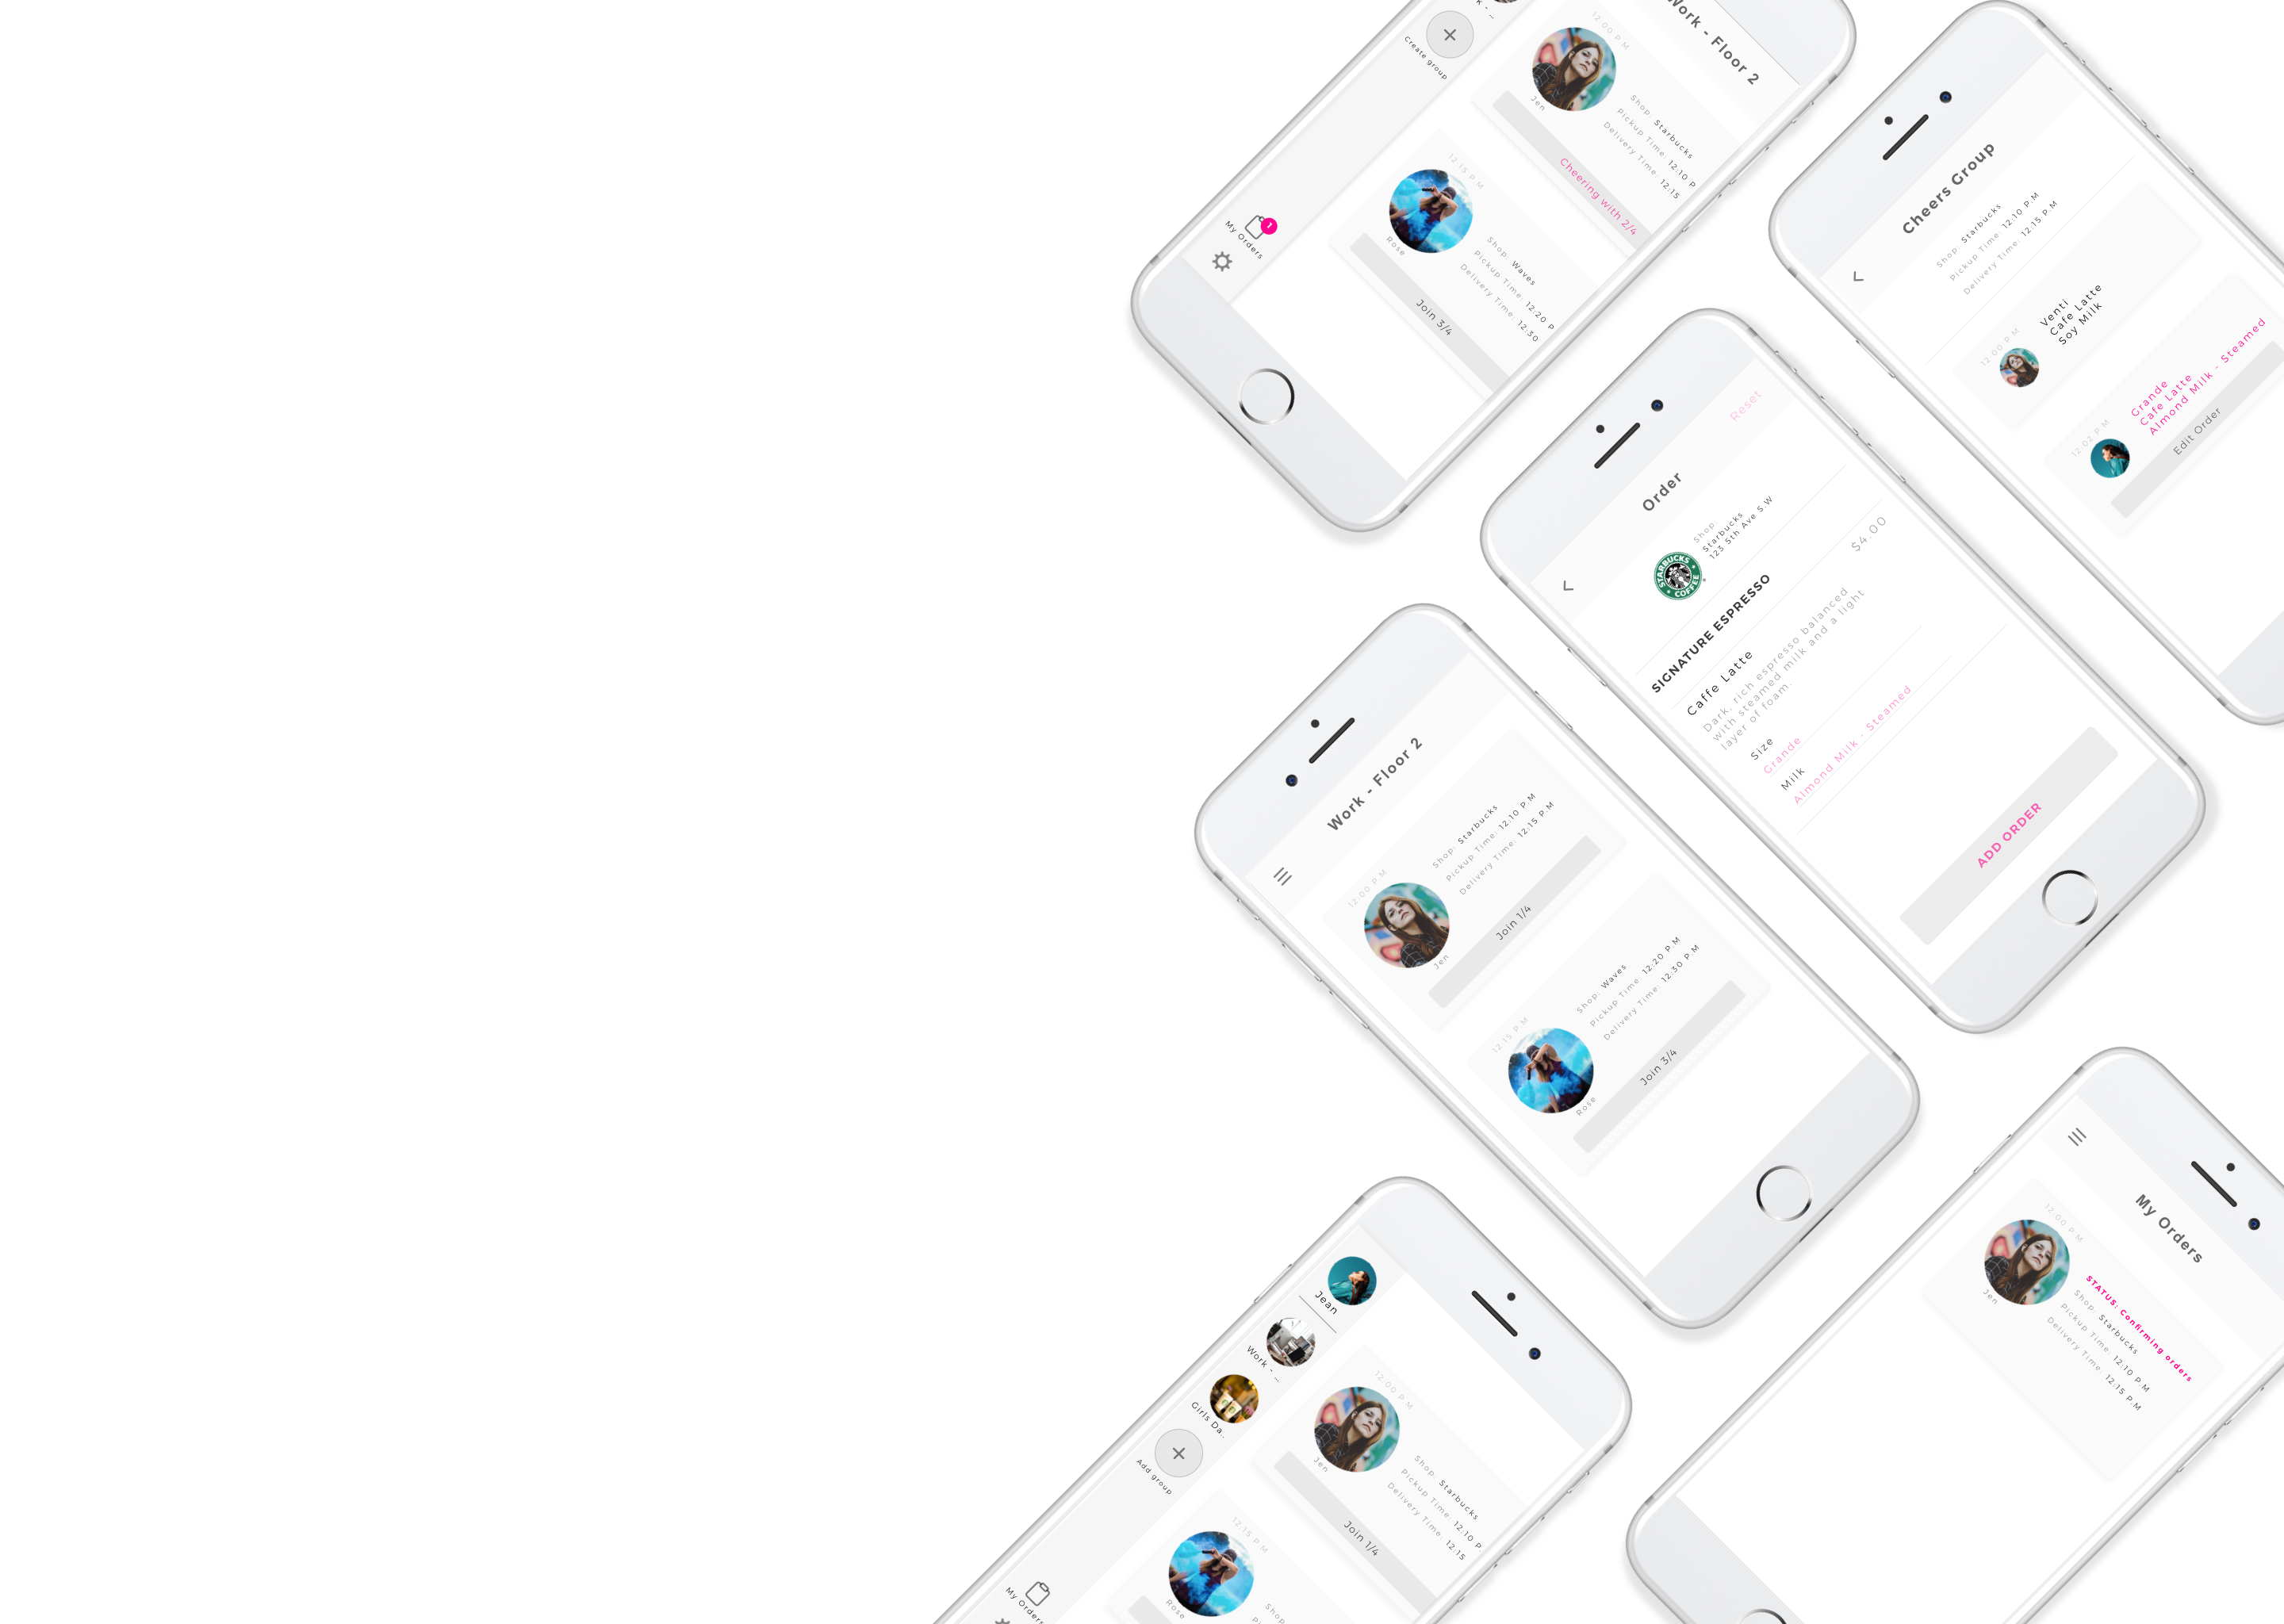 Work - Floor 2
Create group
My Orders
1
12:00 P.M
Jen
Shop: Starbucks
Pickup Time: 12:10 P
Delivery Time: 12:15
Cheering with 2/4
12:15 P.M
Rose
Shop: Waves
Pickup Time: 12:20 P
Delivery Time: 12:30
Join 3/4
Cheers Group
Shop: Starbucks
Pickup Time: 12:10 P.M
Delivery Time: 12:15 P.M
12:00 P.M
Venti
Cafe Latte
Soy Milk
12:02 P.M
Grande
Cafe Latte
Almond Milk - Steamed
Edit Order
Reset
Order
Shop:
Starbucks
123 5th Ave S.W
STARBUCKS COFFEE
SIGNATURE ESPRESSO
Caffe Latte
$4.00
Dark, rich espresso balanced
with steamed milk and a light
layer of foam.
Size
Grande
Milk
Almond Milk - Steamed
ADD ORDER
Work - Floor 2
12:00 P.M
Jen
Shop: Starbucks
Pickup Time: 12:10 P.M
Delivery Time: 12:15 P.M
Join 1/4
12:15 P.M
Rose
Shop: Waves
Pickup Time: 12:20 P.M
Delivery Time: 12:30 P.M
Join 3/4
Jean
Work - ...
Girls Da..
Add group
My Orders
12:00 P.M
Jen
Shop: Starbucks
Pickup Time: 12:10 P
Delivery Time: 12:15
Join 1/4
12:15 P.M
Rose
Shop:
My Orders
12:00 P.M
Jen
STATUS: Confirming orders
Shop: Starbucks
Pickup Time: 12:10 P.M
Delivery Time: 12:15 P.M